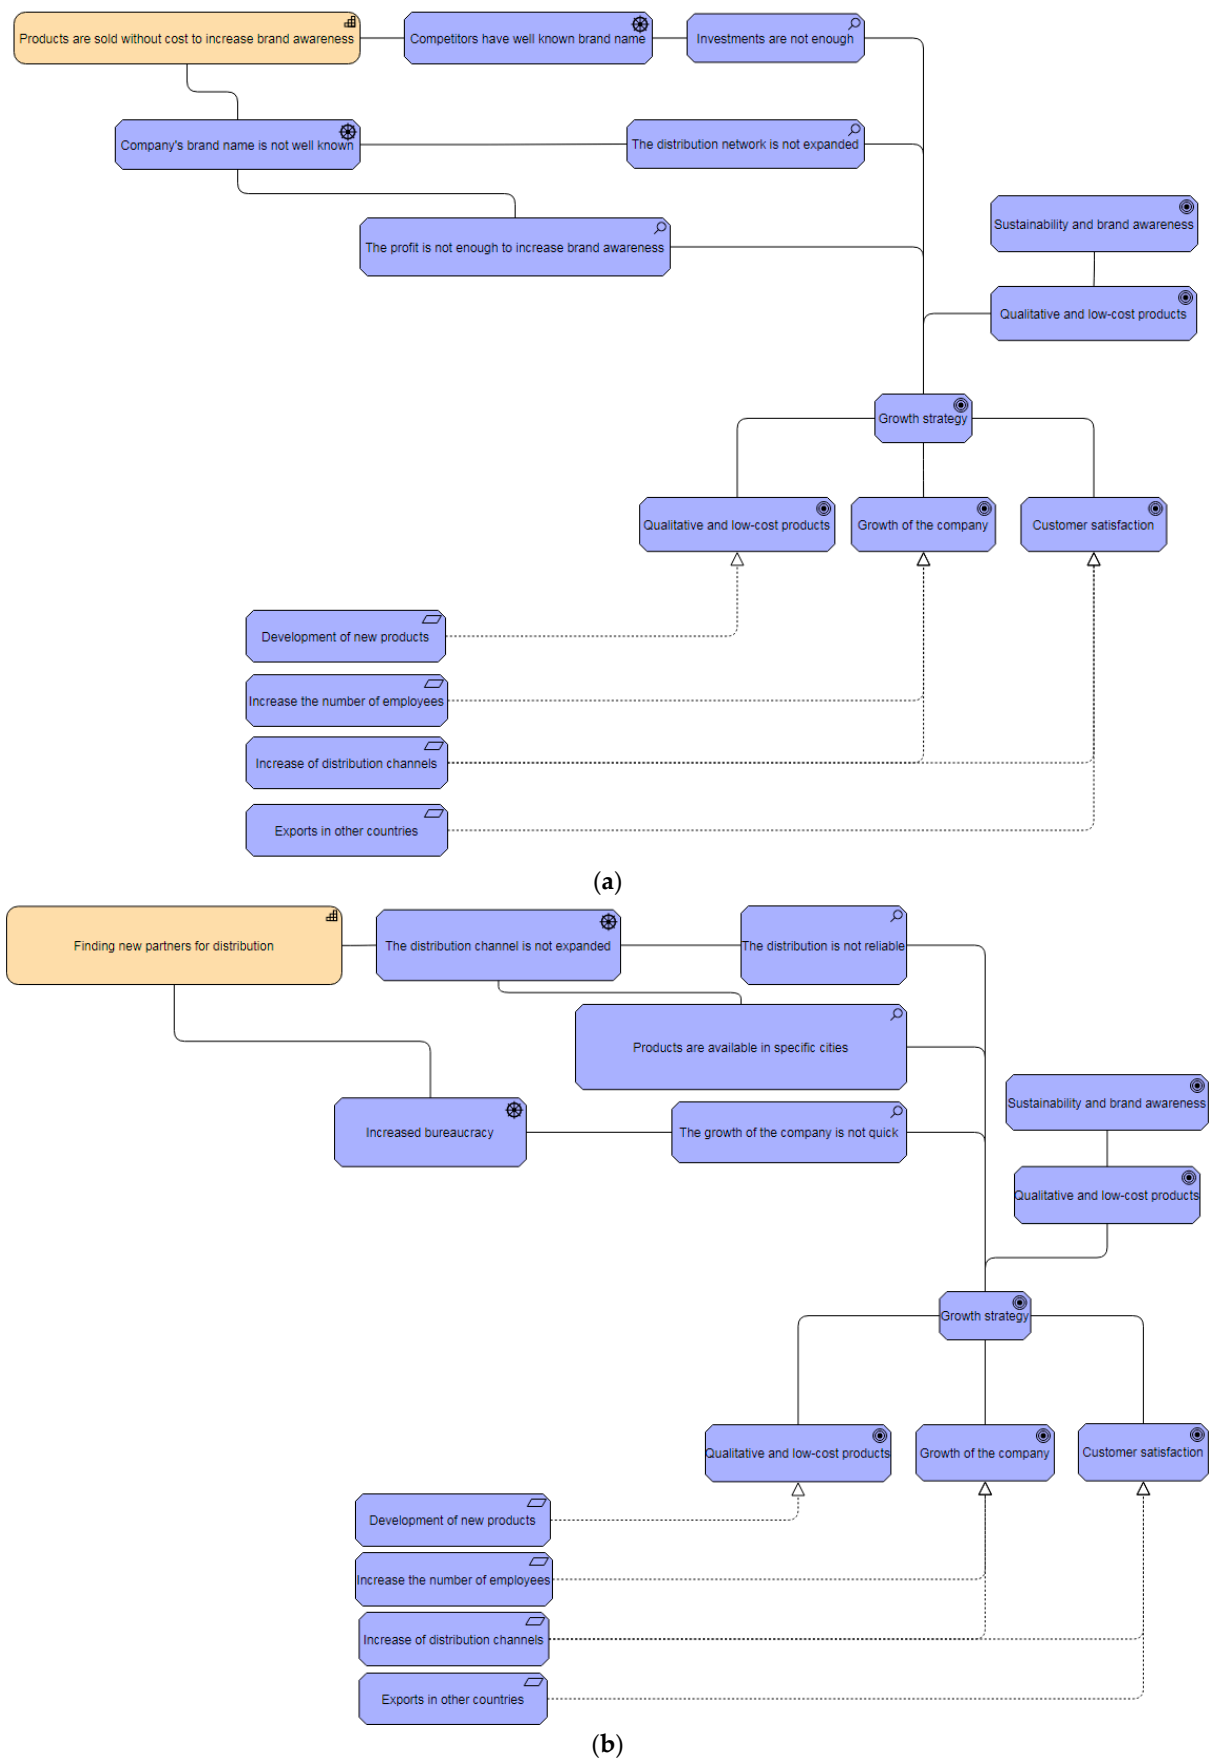 Products are sold without cost to increase brand awareness
Competitors have well known brand name
Investments are not enough
Company's brand name is not well known
The distribution network is not expanded
The profit is not enough to increase brand awareness
Sustainability and brand awareness
Qualitative and low-cost products
Growth strategy
Qualitative and low-cost products
Growth of the company
Customer satisfaction
Development of new products
Increase the number of employees
Increase of distribution channels
Exports in other countries
(a)
Finding new partners for distribution
The distribution channel is not expanded
The distribution is not reliable
Products are available in specific cities
Increased bureaucracy
The growth of the company is not quick
Sustainability and brand awareness
Qualitative and low-cost products
Growth strategy
Qualitative and low-cost products
Growth of the company
Customer satisfaction
Development of new products
Increase the number of employees
Increase of distribution channels
Exports in other countries
(b)